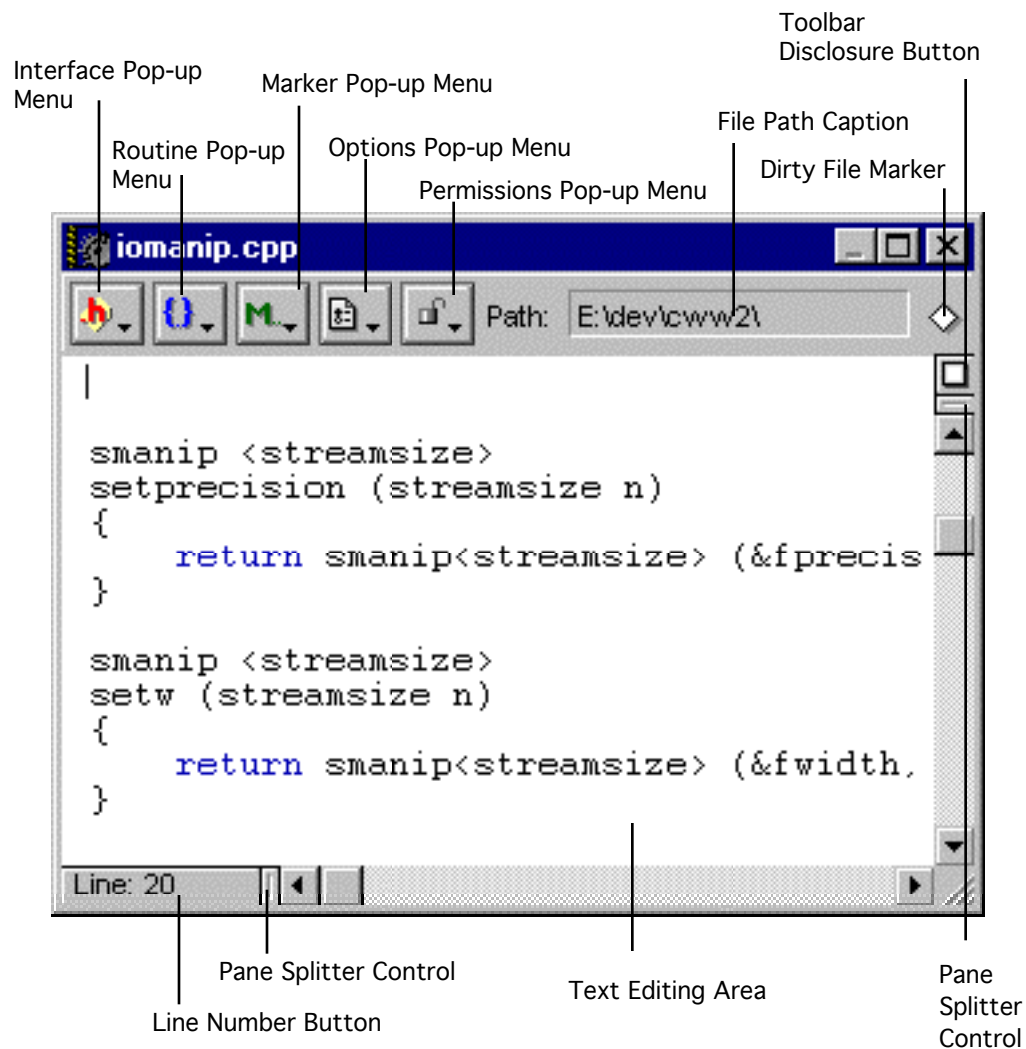 Toolbar
Disclosure Button
Interface Pop-up
Menu
Marker Pop-up Menu
File Path Caption
Routine Pop-up
Menu
Options Pop-up Menu
Dirty File Marker
Permissions Pop-up Menu
iomanip.cpp
.h
{}
M...
Path:
E:\dev\cww2\
smanip <streamsize>
setprecision (streamsize n)
{
return smanip<streamsize> (&fprecis
}
smanip <streamsize>
setw (streamsize n)
{
return smanip<streamsize> (&fwidth,
}
Line: 20
Pane Splitter Control
Text Editing Area
Line Number Button
Pane
Splitter
Control